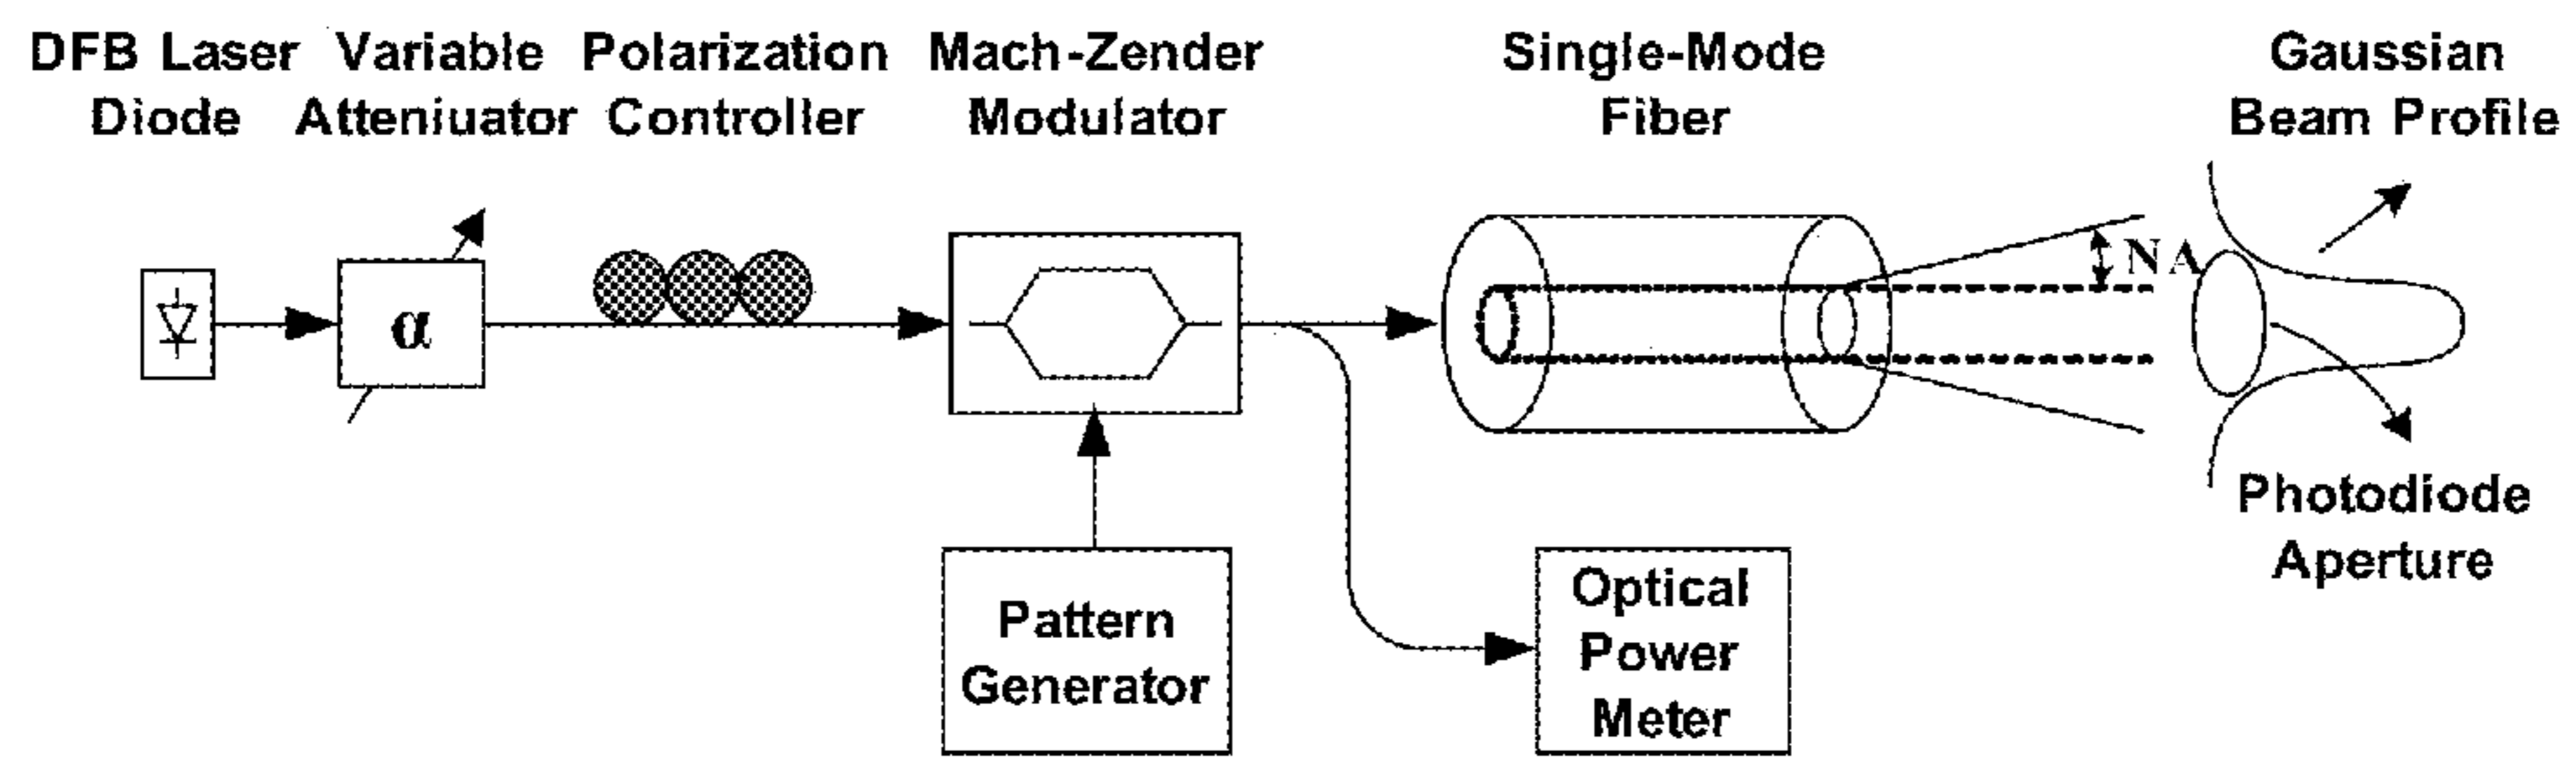 DFB Laser
Diode
Variable
Atteniuator
Polarization
Controller
Mach-Zender
Modulator
Single-Mode
Fiber
Gaussian
Beam Profile
α
NA
Photodiode
Aperture
Pattern
Generator
Optical
Power
Meter